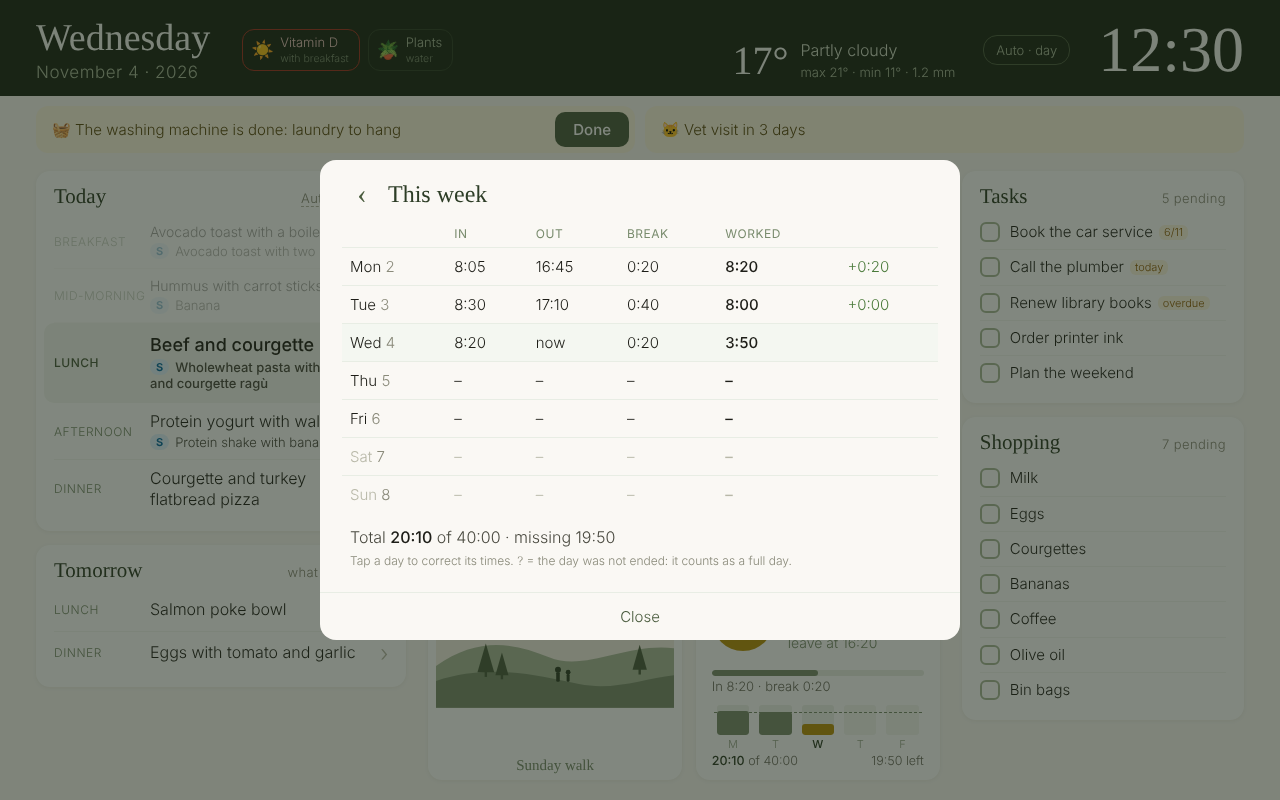 Wednesday
November 4 · 2026
Vitamin D
with breakfast
Plants
water
17°
Partly cloudy
max 21° · min 11° · 1.2 mm
Auto · day
12:30
The washing machine is done: laundry to hang
Done
Vet visit in 3 days
Today
BREAKFAST
Avocado toast with a boile
S Avocado toast with two
MID-MORNING
Hummus with carrot sticks
S Banana
LUNCH
Beef and courgette
S Wholewheat pasta with
and courgette ragù
AFTERNOON
Protein yogurt with wal
S Protein shake with bana
DINNER
Courgette and turkey
flatbread pizza
Tomorrow
what
LUNCH
Salmon poke bowl
DINNER
Eggs with tomato and garlic ›
‹ This week
IN OUT BREAK WORKED
Mon 2 8:05 16:45 0:20 8:20 +0:20
Tue 3 8:30 17:10 0:40 8:00 +0:00
Wed 4 8:20 now 0:20 3:50
Thu 5 – – – –
Fri 6 – – – –
Sat 7 – – – –
Sun 8 – – – –
Total 20:10 of 40:00 · missing 19:50
Tap a day to correct its times. ? = the day was not ended: it counts as a full day.
Close
Sunday walk
leave at 16:20
In 8:20 · break 0:20
M T W T F
20:10 of 40:00 19:50 left
Tasks
5 pending
Book the car service 6/11
Call the plumber today
Renew library books overdue
Order printer ink
Plan the weekend
Shopping
7 pending
Milk
Eggs
Courgettes
Bananas
Coffee
Olive oil
Bin bags